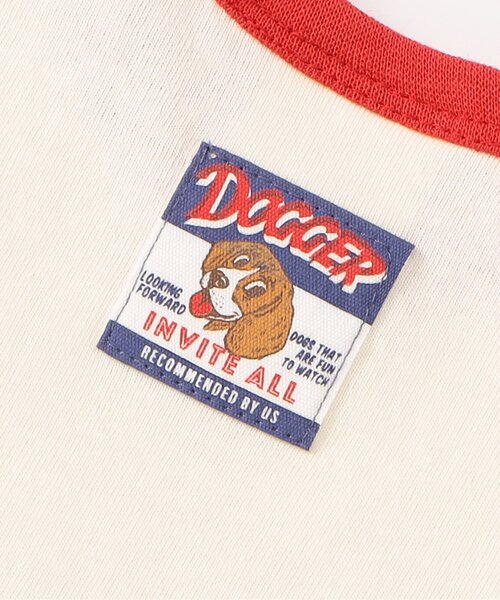 DOGGER
LOOKING
FORWARD
DOGS THAT
ARE FUN
TO WATCH
INVITE ALL
RECOMMENDED BY US